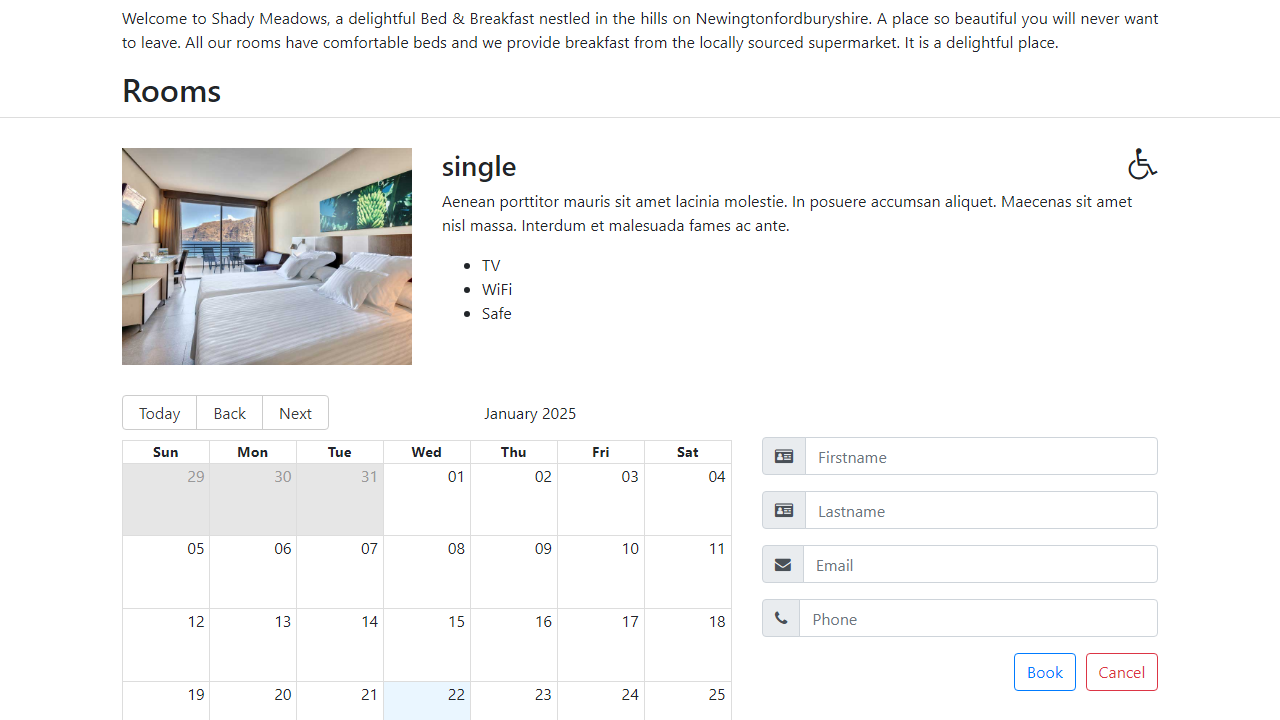 Welcome to Shady Meadows, a delightful Bed & Breakfast nestled in the hills on Newingtonfordburyshire. A place so beautiful you will never want
to leave. All our rooms have comfortable beds and we provide breakfast from the locally sourced supermarket. It is a delightful place.
Rooms
single
Aenean porttitor mauris sit amet lacinia molestie. In posuere accumsan aliquet. Maecenas sit amet
nisl massa. Interdum et malesuada fames ac ante.
TV
WiFi
Safe
Today Back Next January 2025
Sun Mon Tue Wed Thu Fri Sat
29 30 31 01 02 03 04
05 06 07 08 09 10 11
12 13 14 15 16 17 18
19 20 21 22 23 24 25
Firstname
Lastname
Email
Phone
Book Cancel